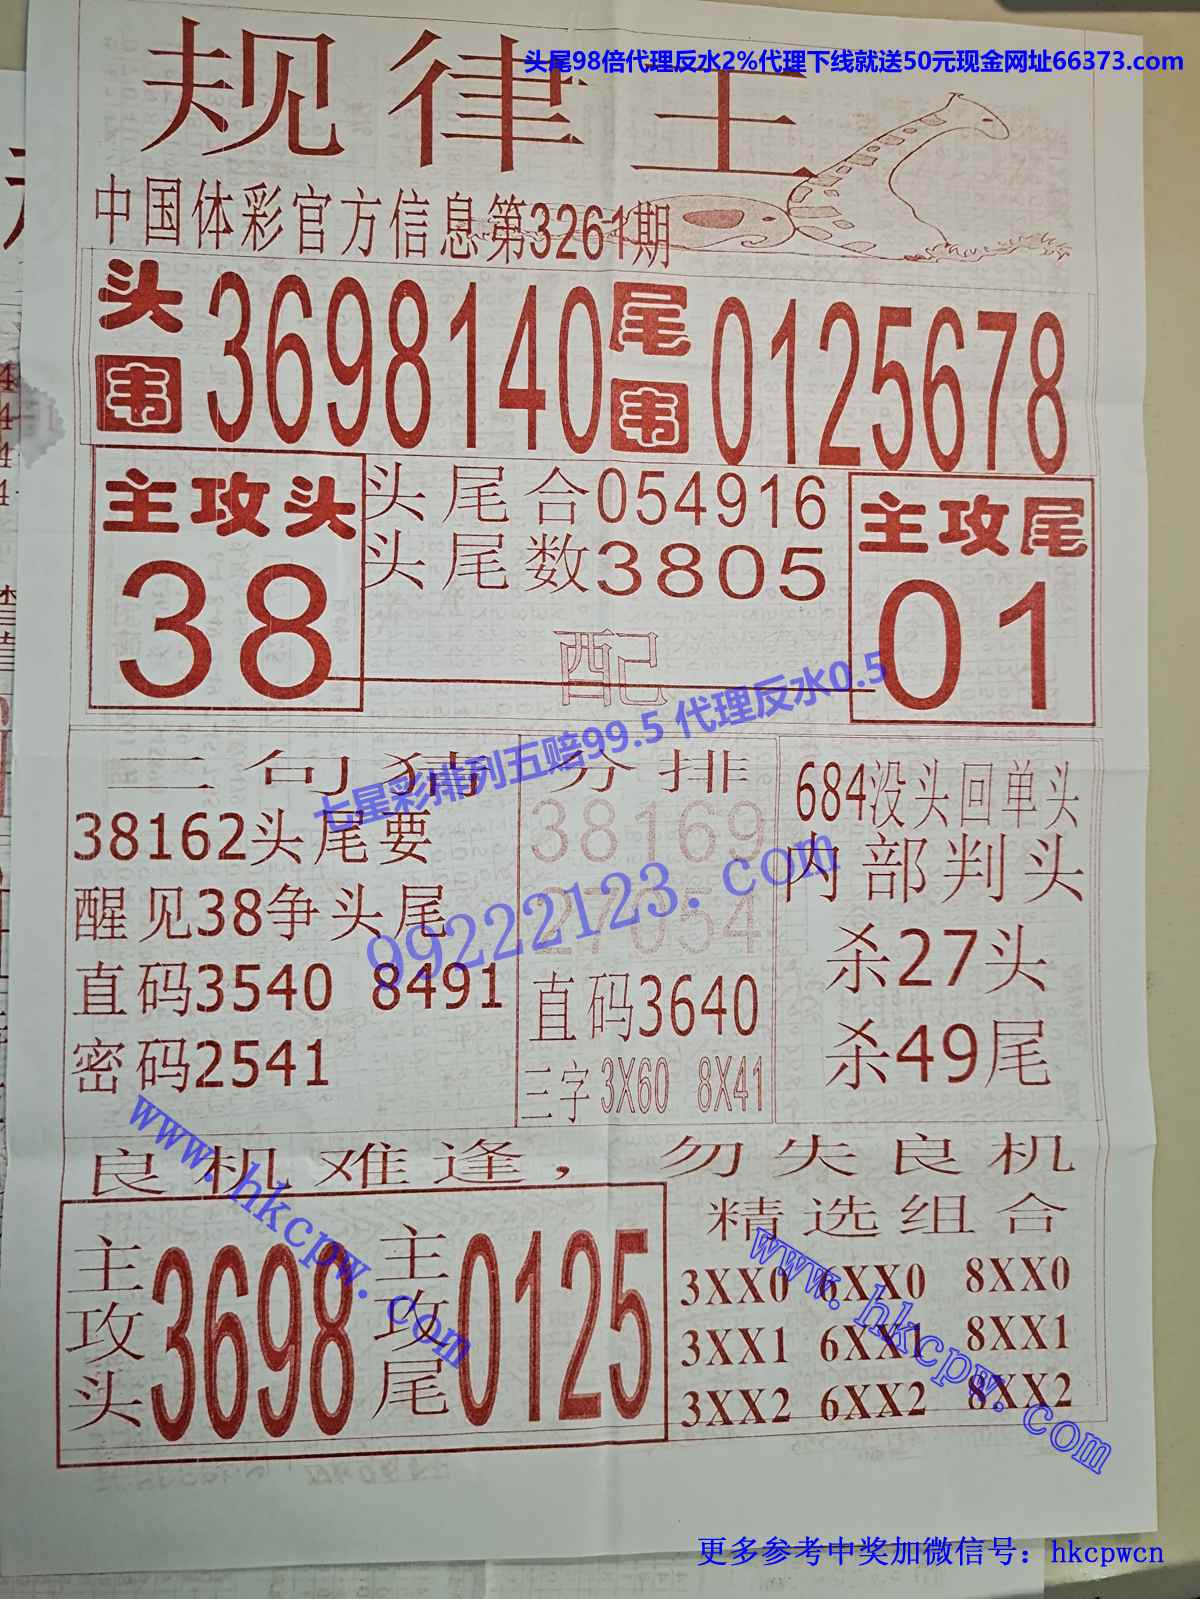 头尾98倍代理反水2%代理下线就送50元现金网址66373.com
规律王
中国体彩官方信息第3261期
头韦 3698140 尾韦 0125678
主攻头
38
头尾合054916
头尾数3805
配
主攻尾
01
七星彩排列五赔99.5 代理反水0.5
99222123.com
二句猜
38162头尾要
醒见38争头尾
直码3540 8491
密码2541
分排
38169
27054
直码3640
三字 3X60 8X41
684没头回单头
内部判头
杀27头
杀49尾
良机难逢，勿失良机
主攻头 3698 主攻尾 0125
精选组合
3XX0 6XX0 8XX0
3XX1 6XX1 8XX1
3XX2 6XX2 8XX2
www.hkcpw.com
www.hkcpw.com
更多参考中奖加微信号：hkcpwcn